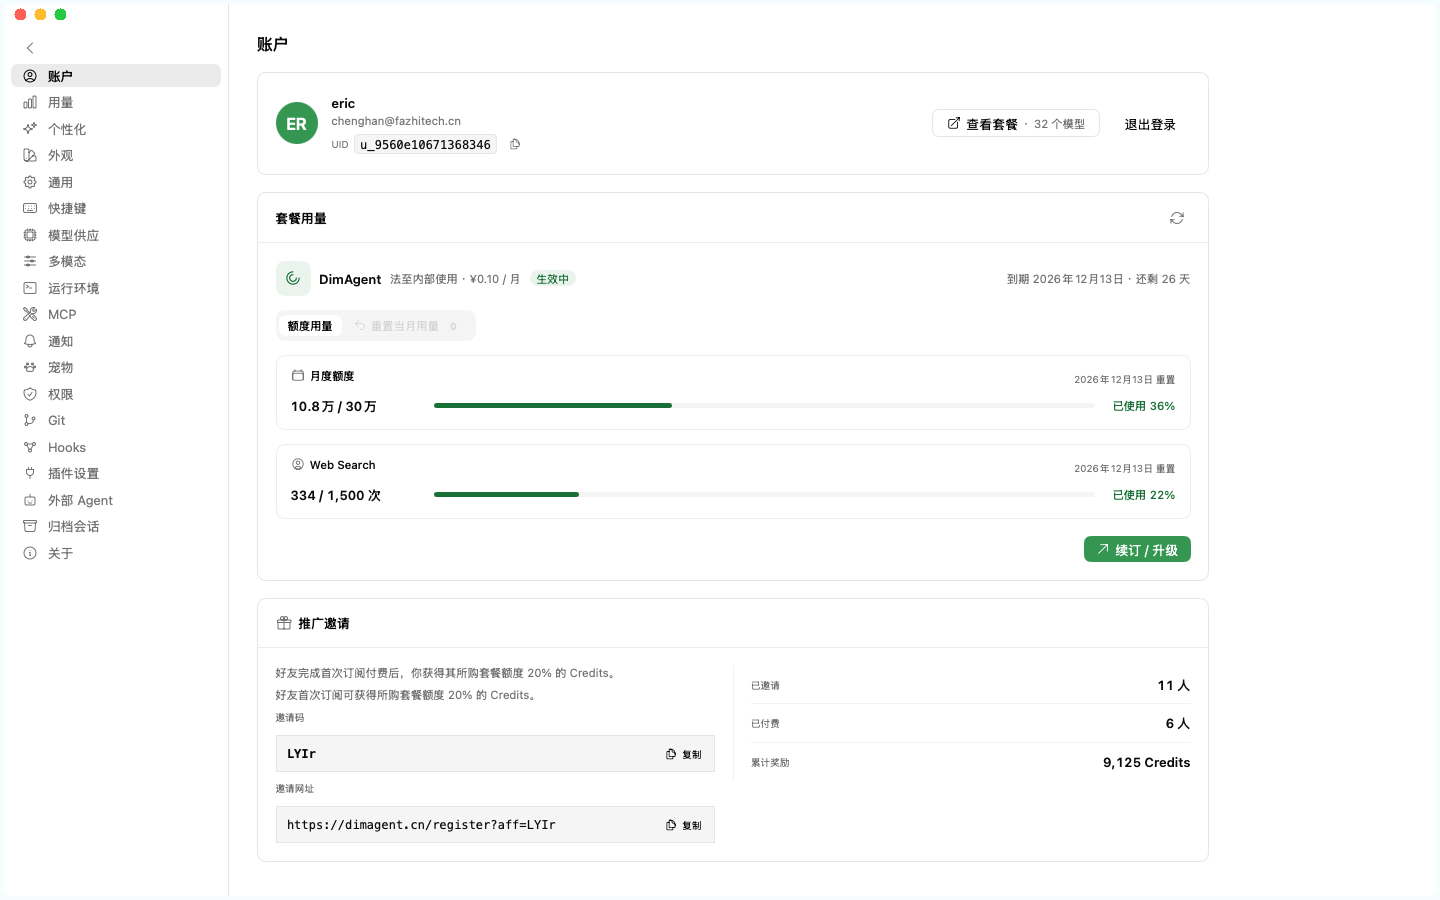 账户
用量
个性化
外观
通用
快捷键
模型供应
多模态
运行环境
MCP
通知
宠物
权限
Git
Hooks
插件设置
外部 Agent
归档会话
关于
账户
ER
eric
chenghan@fazhitech.cn
UID u_9560e10671368346
查看套餐 · 32 个模型
退出登录
套餐用量
DimAgent 法至内部使用 · ¥0.10 / 月 生效中
到期 2026年12月13日 · 还剩 26 天
额度用量 重置当月用量 0
月度额度
2026年12月13日 重置
10.8万 / 30万
已使用 36%
Web Search
2026年12月13日 重置
334 / 1,500 次
已使用 22%
续订 / 升级
推广邀请
好友完成首次订阅付费后，你获得其所购套餐额度 20% 的 Credits。
好友首次订阅可获得所购套餐额度 20% 的 Credits。
邀请码
LYIr 复制
邀请网址
https://dimagent.cn/register?aff=LYIr 复制
已邀请 11 人
已付费 6 人
累计奖励 9,125 Credits